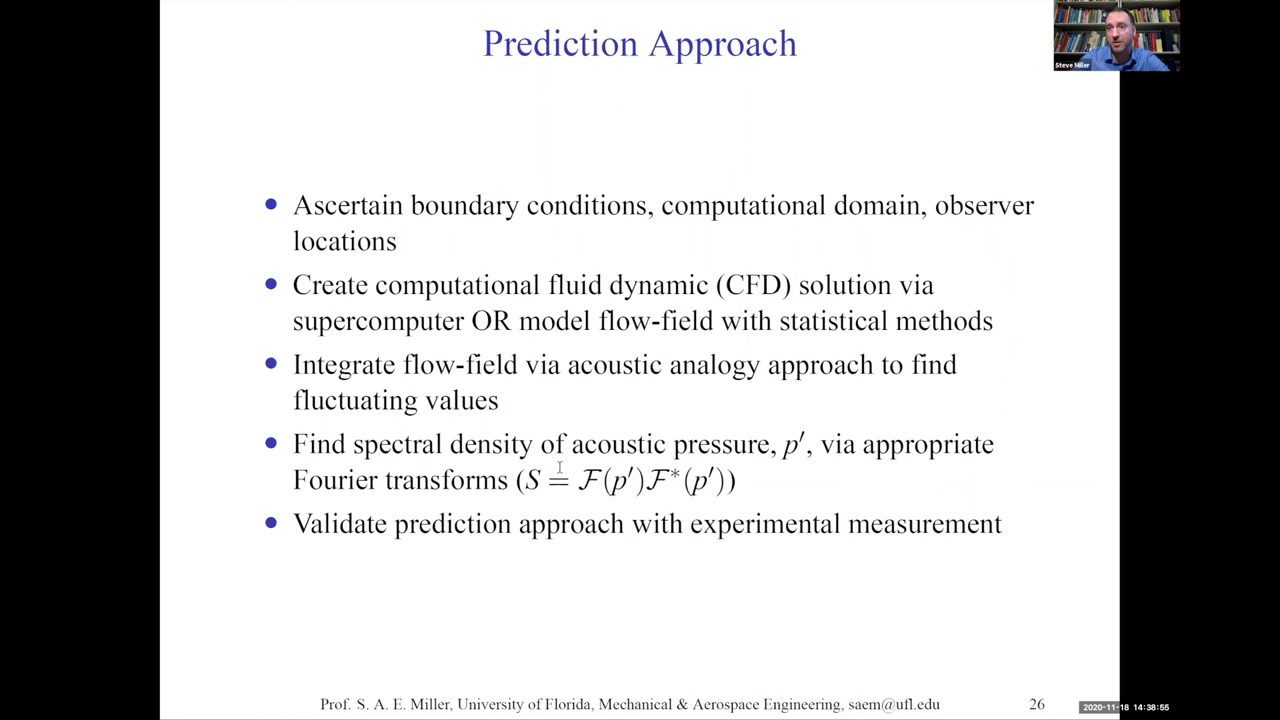 Prediction Approach
Steve Miller
• Ascertain boundary conditions, computational domain, observer
locations
• Create computational fluid dynamic (CFD) solution via
supercomputer OR model flow-field with statistical methods
• Integrate flow-field via acoustic analogy approach to find
fluctuating values
• Find spectral density of acoustic pressure, p′, via appropriate
Fourier transforms (S = ℱ(p′)ℱ*(p′))
• Validate prediction approach with experimental measurement
Prof. S. A. E. Miller, University of Florida, Mechanical & Aerospace Engineering, saem@ufl.edu 26
2020-11-18 14:38:55